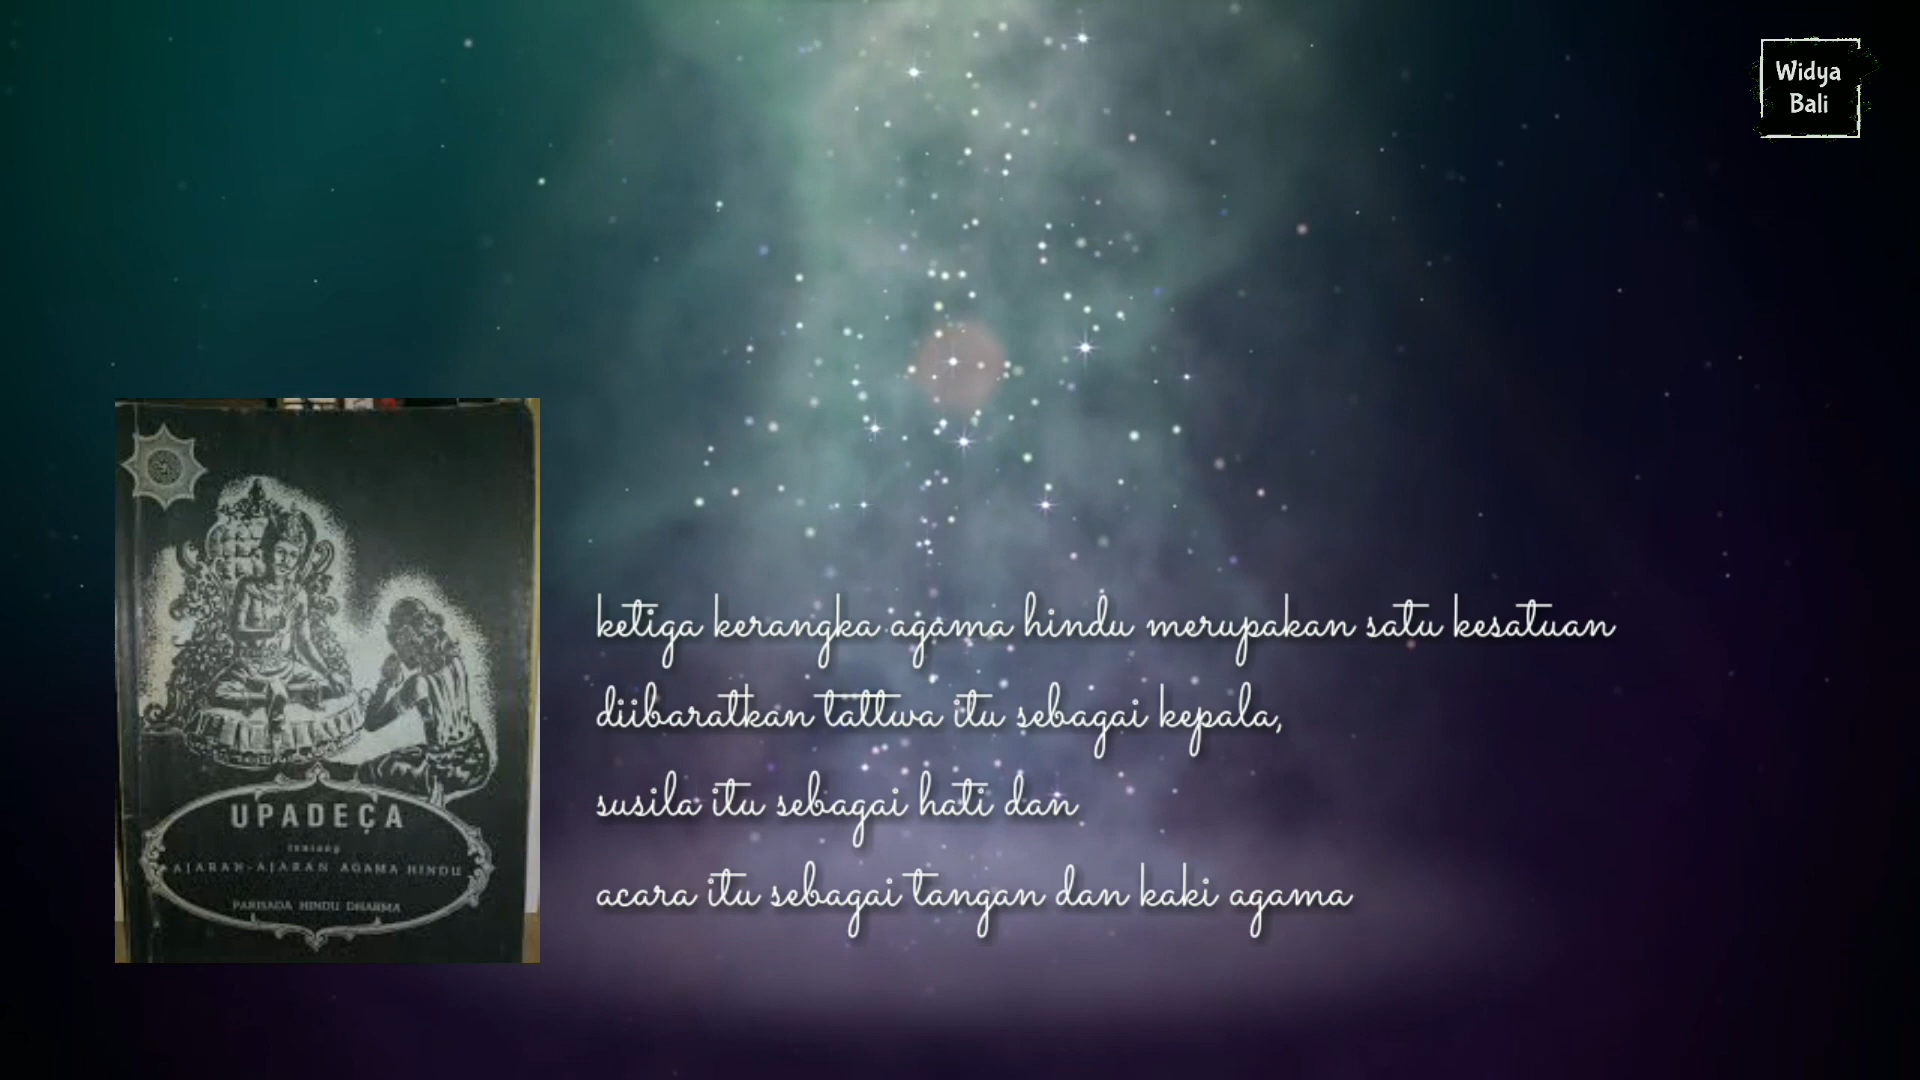 Widya
Bali
ketiga kerangka agama hindu merupakan satu kesatuan
diibaratkan tattwa itu sebagai kepala,
susila itu sebagai hati dan
acara itu sebagai tangan dan kaki agama
UPADEÇA
tentang
AJARAN-AJARAN AGAMA HINDU
PARISADA HINDU DHARMA